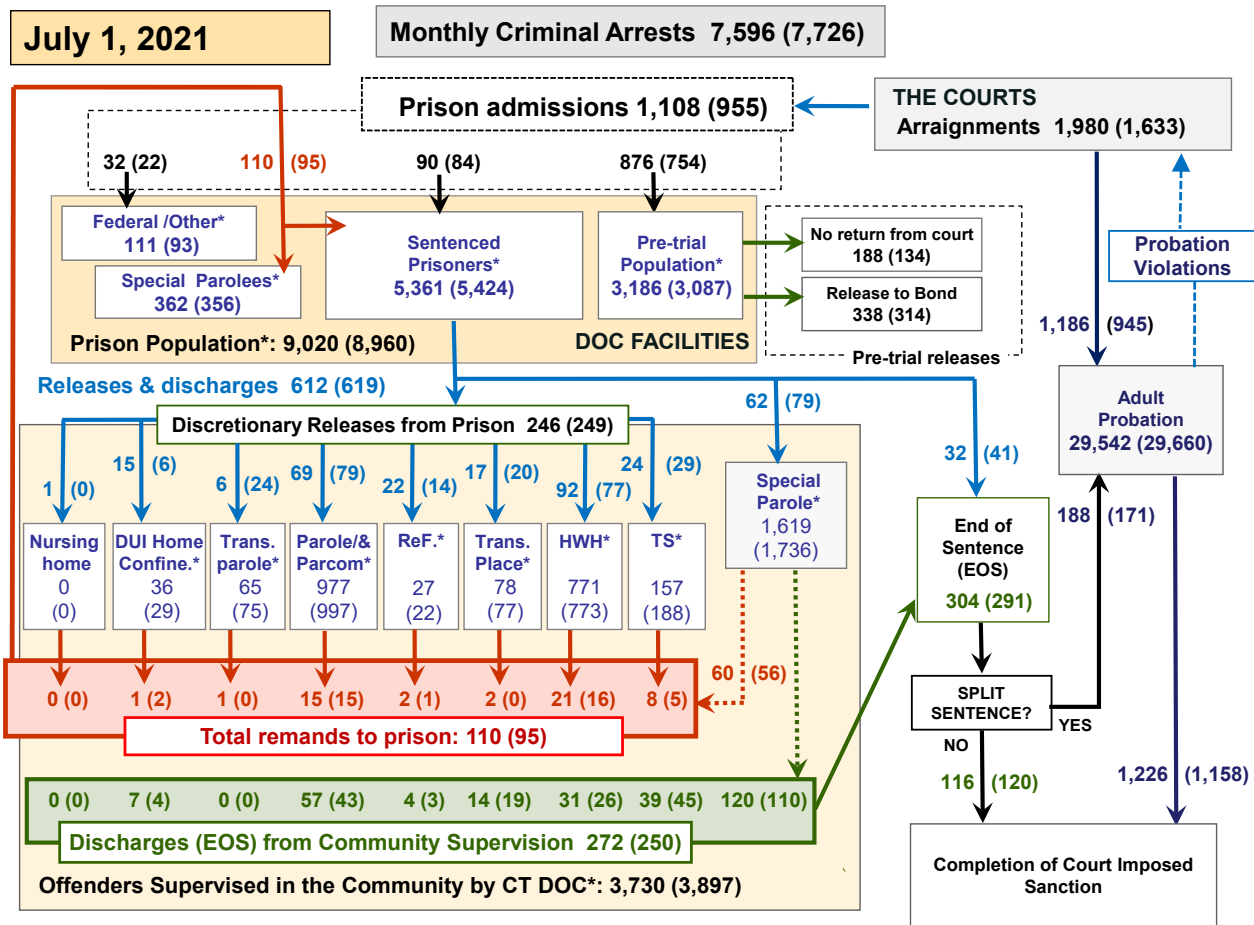 July 1, 2021
Monthly Criminal Arrests 7,596 (7,726)
Prison admissions 1,108 (955)
THE COURTS
Arraignments 1,980 (1,633)
32 (22)
110 (95)
90 (84)
876 (754)
Federal /Other*
111 (93)
Special Parolees*
362 (356)
Sentenced
Prisoners*
5,361 (5,424)
Pre-trial
Population*
3,186 (3,087)
No return from court
188 (134)
Release to Bond
338 (314)
Pre-trial releases
Probation
Violations
Prison Population*: 9,020 (8,960)
DOC FACILITIES
1,186 (945)
Releases & discharges 612 (619)
Discretionary Releases from Prison 246 (249)
62 (79)
Adult
Probation
29,542 (29,660)
1 (0)
15 (6)
6 (24)
69 (79)
22 (14)
17 (20)
92 (77)
24 (29)
32 (41)
188 (171)
Nursing
home
0
(0)
DUI Home
Confine.*
36
(29)
Trans.
parole*
65
(75)
Parole/&
Parcom*
977
(997)
ReF.*
27
(22)
Trans.
Place*
78
(77)
HWH*
771
(773)
TS*
157
(188)
Special
Parole*
1,619
(1,736)
End of
Sentence
(EOS)
304 (291)
0 (0)
1 (2)
1 (0)
15 (15)
2 (1)
2 (0)
21 (16)
8 (5)
60 (56)
Total remands to prison: 110 (95)
SPLIT
SENTENCE?
YES
NO
116 (120)
1,226 (1,158)
0 (0)
7 (4)
0 (0)
57 (43)
4 (3)
14 (19)
31 (26)
39 (45)
120 (110)
Discharges (EOS) from Community Supervision 272 (250)
Offenders Supervised in the Community by CT DOC*: 3,730 (3,897)
Completion of Court Imposed
Sanction